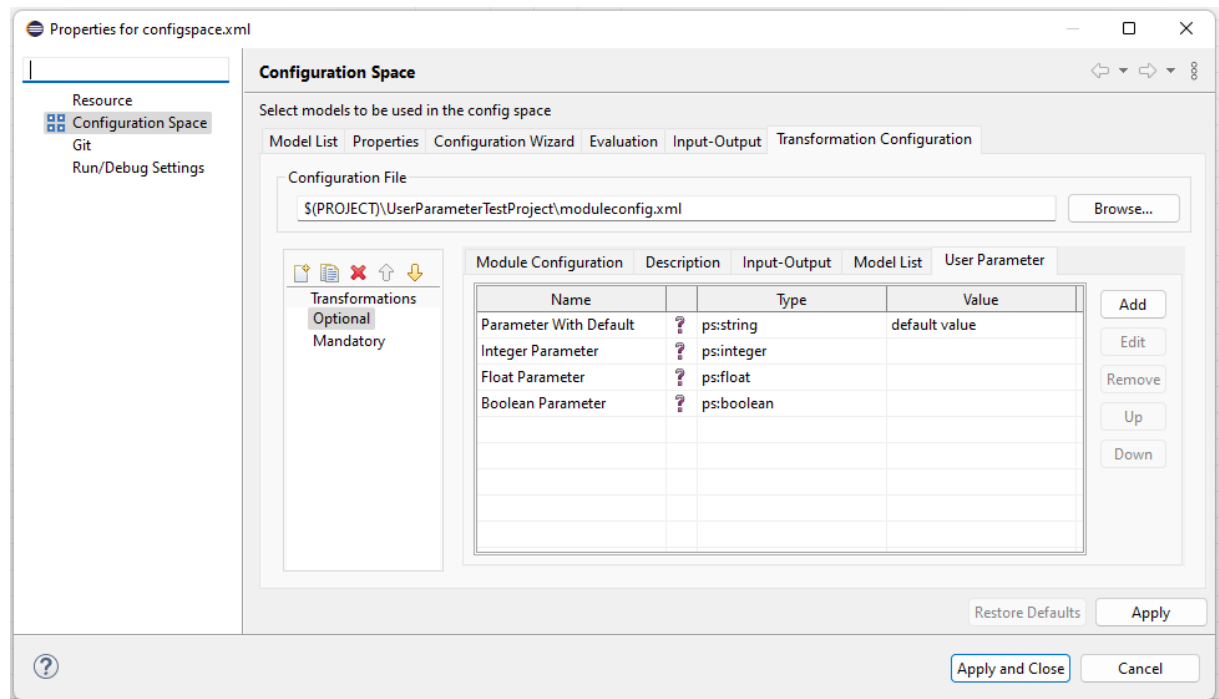 Properties for configspace.xml
Configuration Space
Resource
Configuration Space
Git
Run/Debug Settings
Select models to be used in the config space
Model List Properties Configuration Wizard Evaluation Input-Output Transformation Configuration
Configuration File
$(PROJECT)\UserParameterTestProject\moduleconfig.xml Browse...
Transformations
Optional
Mandatory
Module Configuration Description Input-Output Model List User Parameter
Name Type Value
Parameter With Default ? ps:string default value
Integer Parameter ? ps:integer
Float Parameter ? ps:float
Boolean Parameter ? ps:boolean
Add
Edit
Remove
Up
Down
Restore Defaults Apply
? Apply and Close Cancel